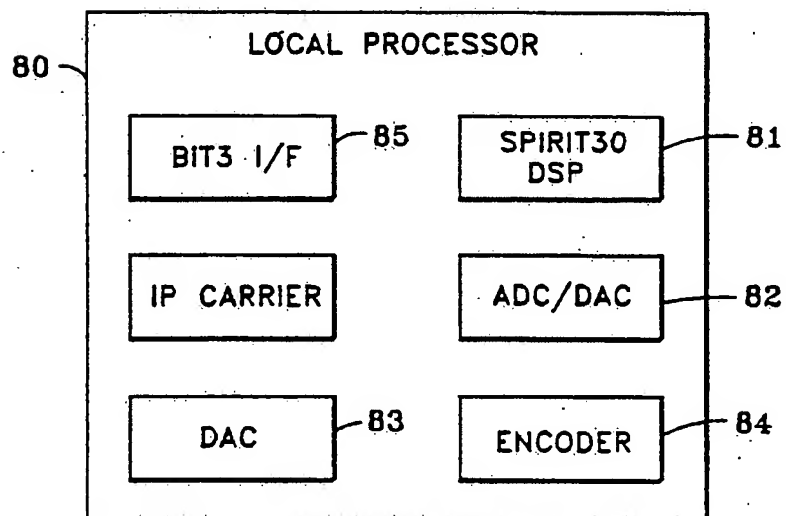 LOCAL PROCESSOR
80
BIT3 I/F
85
SPIRIT30
DSP
81
IP CARRIER
ADC/DAC
82
DAC
83
ENCODER
84